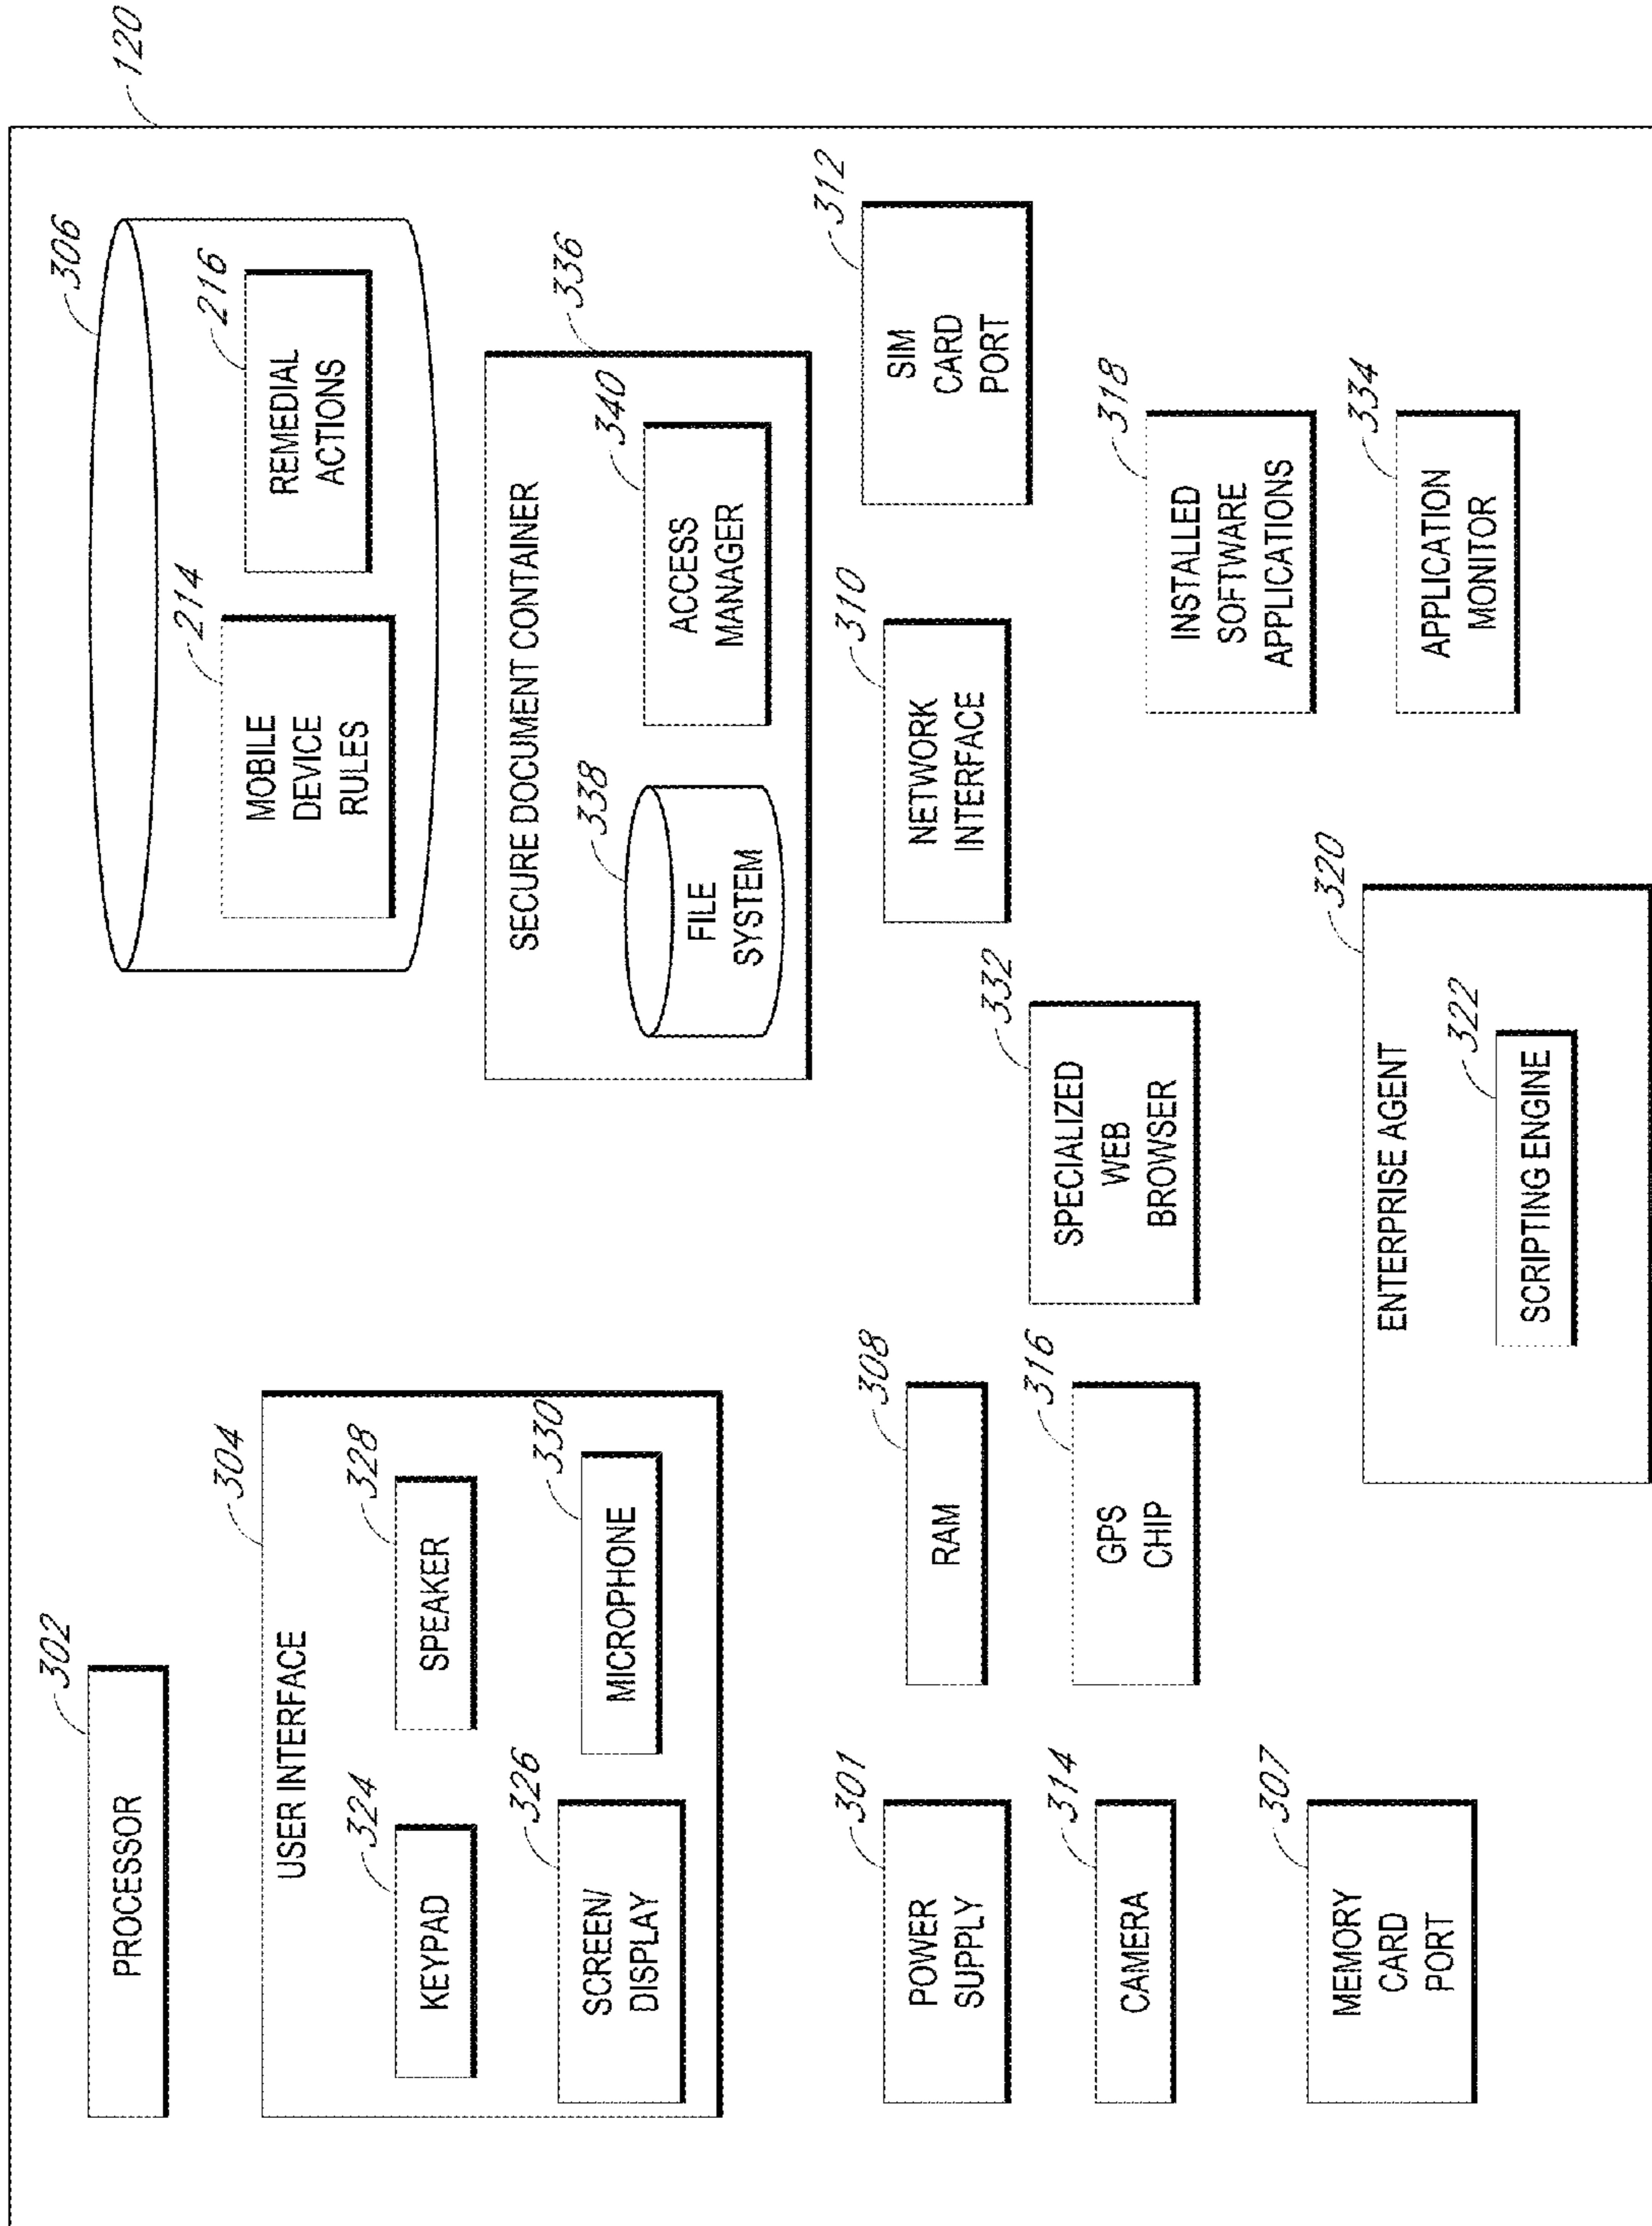 120
302
PROCESSOR
304
USER INTERFACE
324
KEYPAD
328
SPEAKER
326
SCREEN/
DISPLAY
330
MICROPHONE
306
214
MOBILE
DEVICE
RULES
216
REMEDIAL
ACTIONS
336
SECURE DOCUMENT CONTAINER
338
FILE
SYSTEM
340
ACCESS
MANAGER
301
POWER
SUPPLY
308
RAM
310
NETWORK
INTERFACE
312
SIM
CARD
PORT
314
CAMERA
316
GPS
CHIP
332
SPECIALIZED
WEB
BROWSER
318
INSTALLED
SOFTWARE
APPLICATIONS
307
MEMORY
CARD
PORT
320
ENTERPRISE AGENT
322
SCRIPTING ENGINE
334
APPLICATION
MONITOR